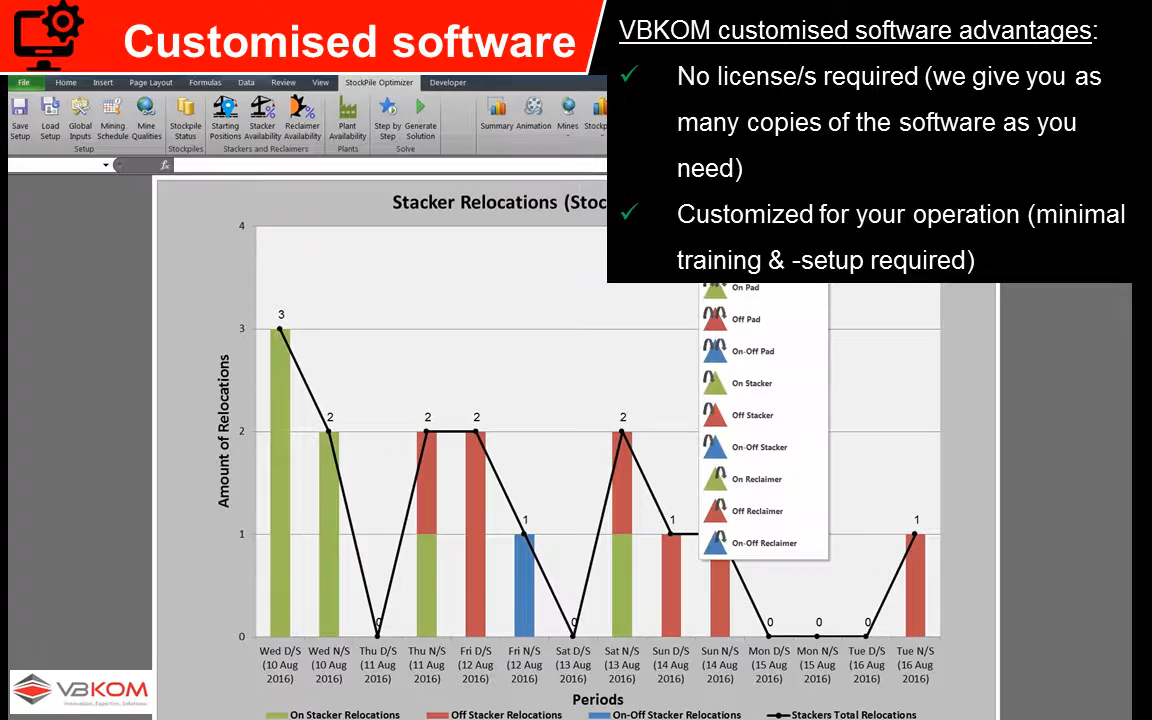 Customised software
VBKOM customised software advantages:
✓ No license/s required (we give you as
many copies of the software as you
need)
✓ Customized for your operation (minimal
training & -setup required)
File Home Insert Page Layout Formulas Data Review View StockPile Optimizer Developer
Save Setup
Load Setup
Global Inputs
Mining Schedule
Mine Qualities
Stockpile Status
Starting Positions
Stacker Availability
Reclaimer Availability
Plant Availability
Step by Step
Generate Solution
Summary
Animation
Mines
Setup Stockpiles Stackers and Reclaimers Plants Solve
fx
Stacker Relocations (Stoc
On Pad
Off Pad
On-Off Pad
On Stacker
Off Stacker
On-Off Stacker
On Reclaimer
Off Reclaimer
On-Off Reclaimer
Amount of Relocations
4
3
2
1
0
3 2 0 2 2 1 0 2 1 0 0 0 1
Wed D/S (10 Aug 2016)
Wed N/S (10 Aug 2016)
Thu D/S (11 Aug 2016)
Thu N/S (11 Aug 2016)
Fri D/S (12 Aug 2016)
Fri N/S (12 Aug 2016)
Sat D/S (13 Aug 2016)
Sat N/S (13 Aug 2016)
Sun D/S (14 Aug 2016)
Sun N/S (14 Aug 2016)
Mon D/S (15 Aug 2016)
Mon N/S (15 Aug 2016)
Tue D/S (16 Aug 2016)
Tue N/S (16 Aug 2016)
Periods
On Stacker Relocations Off Stacker Relocations On-Off Stacker Relocations Stackers Total Relocations
VBKOM
Innovation. Expertise. Solutions.